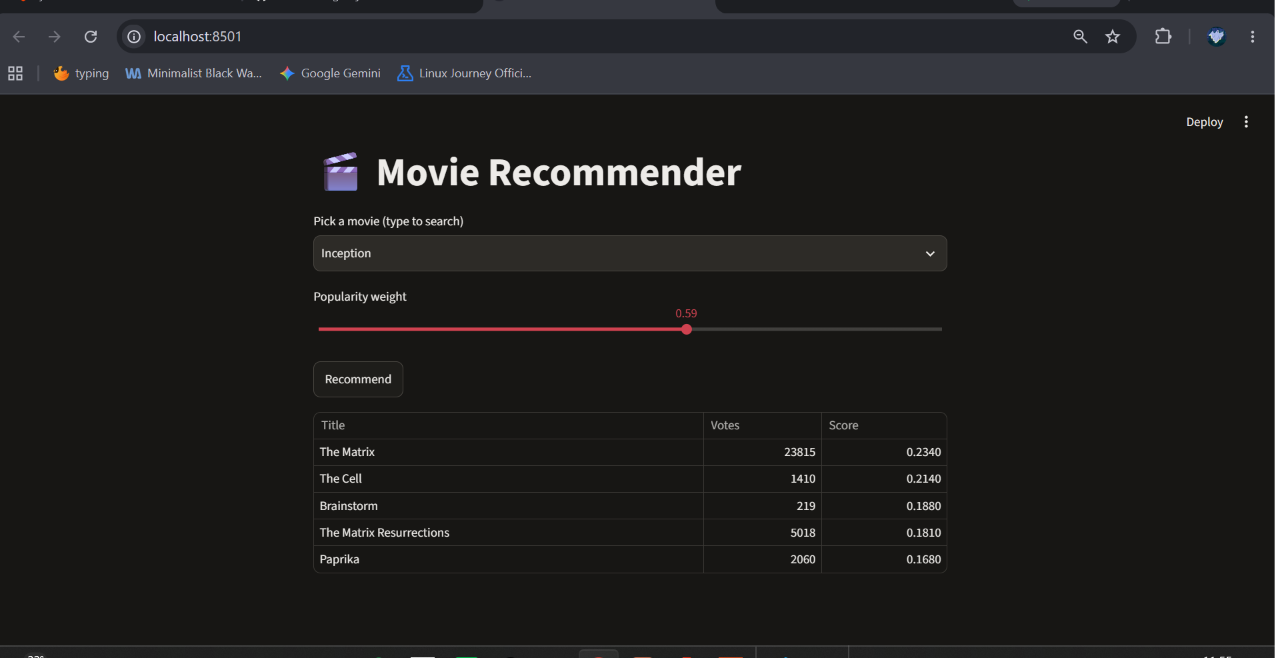 localhost:8501
typing
Minimalist Black Wa...
Google Gemini
Linux Journey Offici...
Deploy
Movie Recommender
Pick a movie (type to search)
Inception
Popularity weight
0.59
Recommend
Title Votes Score
The Matrix 23815 0.2340
The Cell 1410 0.2140
Brainstorm 219 0.1880
The Matrix Resurrections 5018 0.1810
Paprika 2060 0.1680